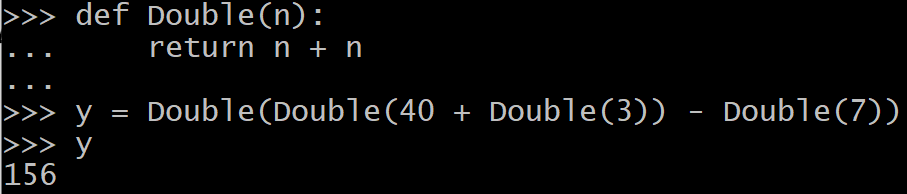 >>> def Double(n):
...     return n + n
...
>>> y = Double(Double(40 + Double(3)) - Double(7))
>>> y
156